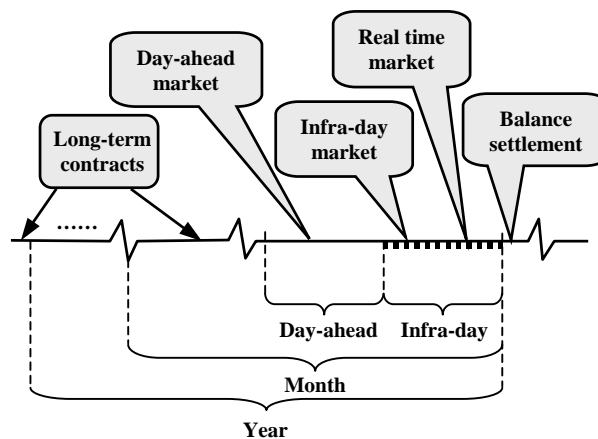 Real time
market
Day-ahead
market
Infra-day
market
Balance
settlement
Long-term
contracts
......
Day-ahead
Infra-day
Month
Year